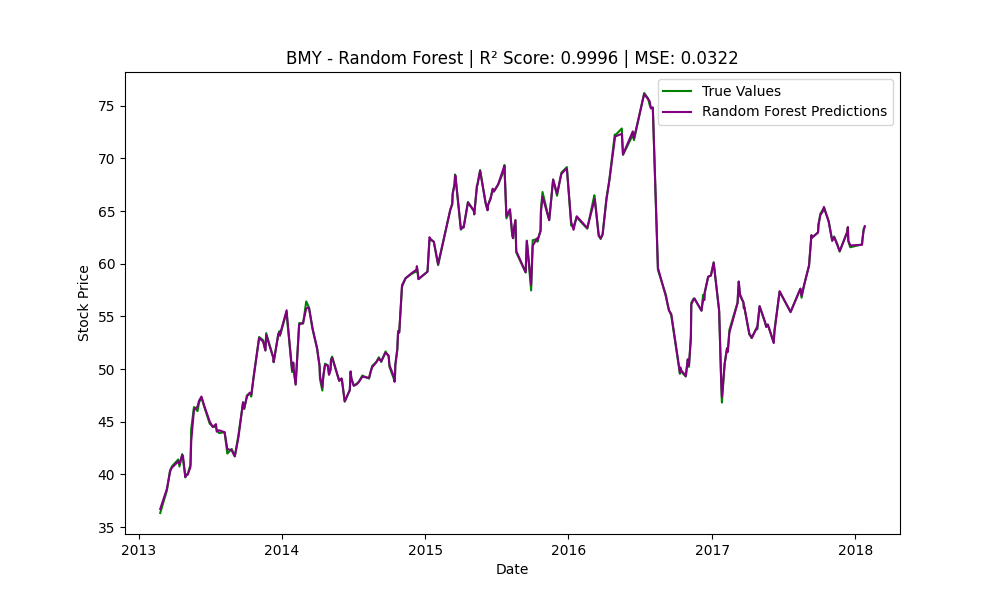 BMY - Random Forest | R² Score: 0.9996 | MSE: 0.0322
True Values
Random Forest Predictions
75
70
65
60
55
50
45
40
35
Stock Price
2013 2014 2015 2016 2017 2018
Date